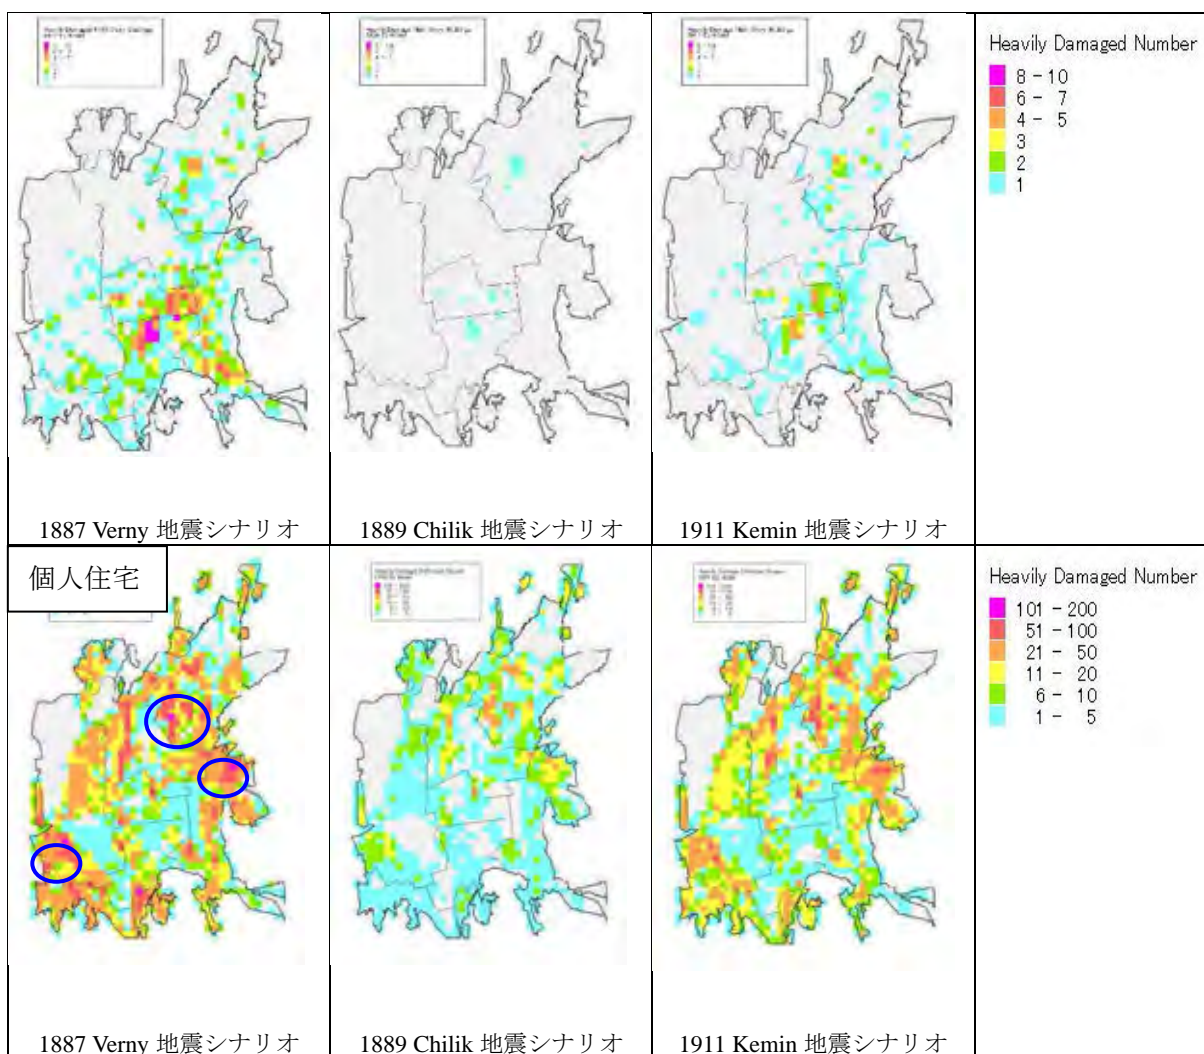 Heavily Damaged Number
8 - 10
6 - 7
4 - 5
3
2
1
1887 Verny 地震シナリオ
1889 Chilik 地震シナリオ
1911 Kemin 地震シナリオ
個人住宅
Heavily Damaged Number
101 - 200
51 - 100
21 - 50
11 - 20
6 - 10
1 - 5
1887 Verny 地震シナリオ
1889 Chilik 地震シナリオ
1911 Kemin 地震シナリオ